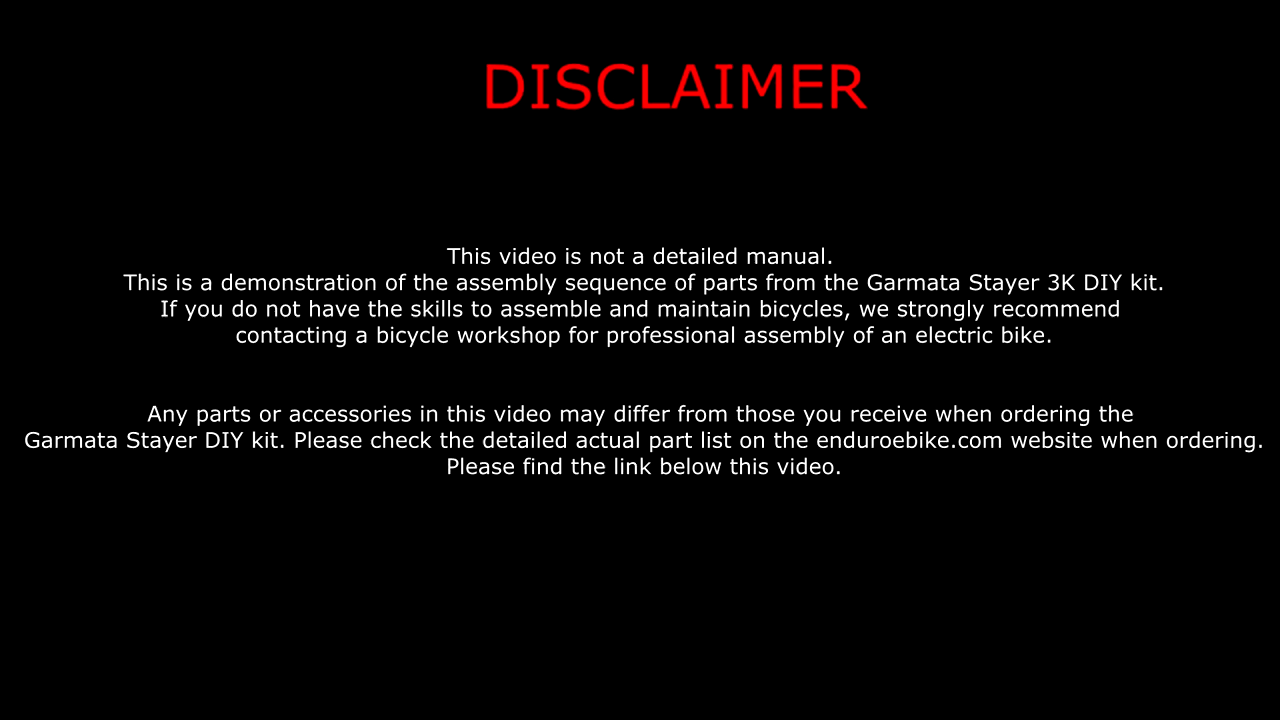 DISCLAIMER
This video is not a detailed manual.
This is a demonstration of the assembly sequence of parts from the Garmata Stayer 3K DIY kit.
If you do not have the skills to assemble and maintain bicycles, we strongly recommend
contacting a bicycle workshop for professional assembly of an electric bike.
Any parts or accessories in this video may differ from those you receive when ordering the
Garmata Stayer DIY kit. Please check the detailed actual part list on the enduroebike.com website when ordering.
Please find the link below this video.